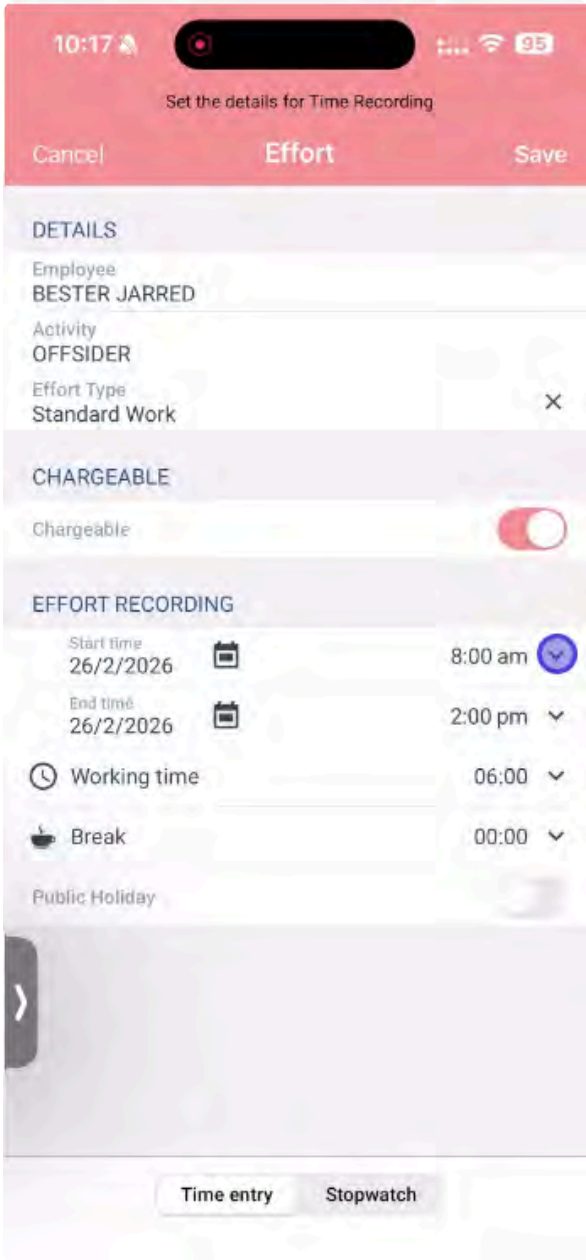 10:17
95
Set the details for Time Recording
Cancel Effort Save
DETAILS
Employee
BESTER JARRED
Activity
OFFSIDER
Effort Type
Standard Work
CHARGEABLE
Chargeable
EFFORT RECORDING
Start time
26/2/2026 8:00 am
End time
26/2/2026 2:00 pm
Working time 06:00
Break 00:00
Public Holiday
Time entry Stopwatch